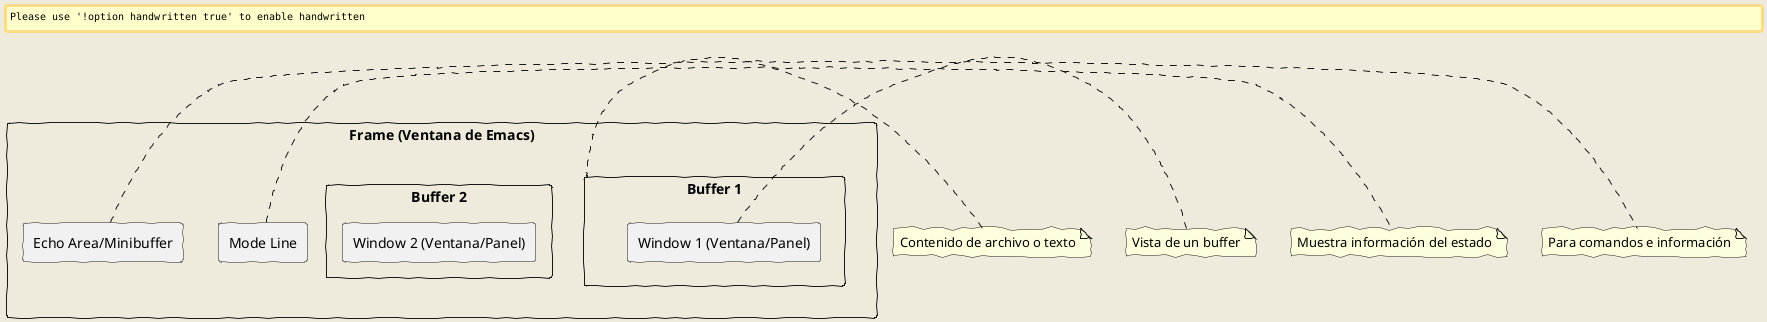 Please use '!option handwritten true' to enable handwritten
Frame (Ventana de Emacs)
Buffer 2
Buffer 1
Echo Area/Minibuffer
Mode Line
Window 2 (Ventana/Panel)
Window 1 (Ventana/Panel)
Contenido de archivo o texto
Vista de un buffer
Muestra información del estado
Para comandos e información